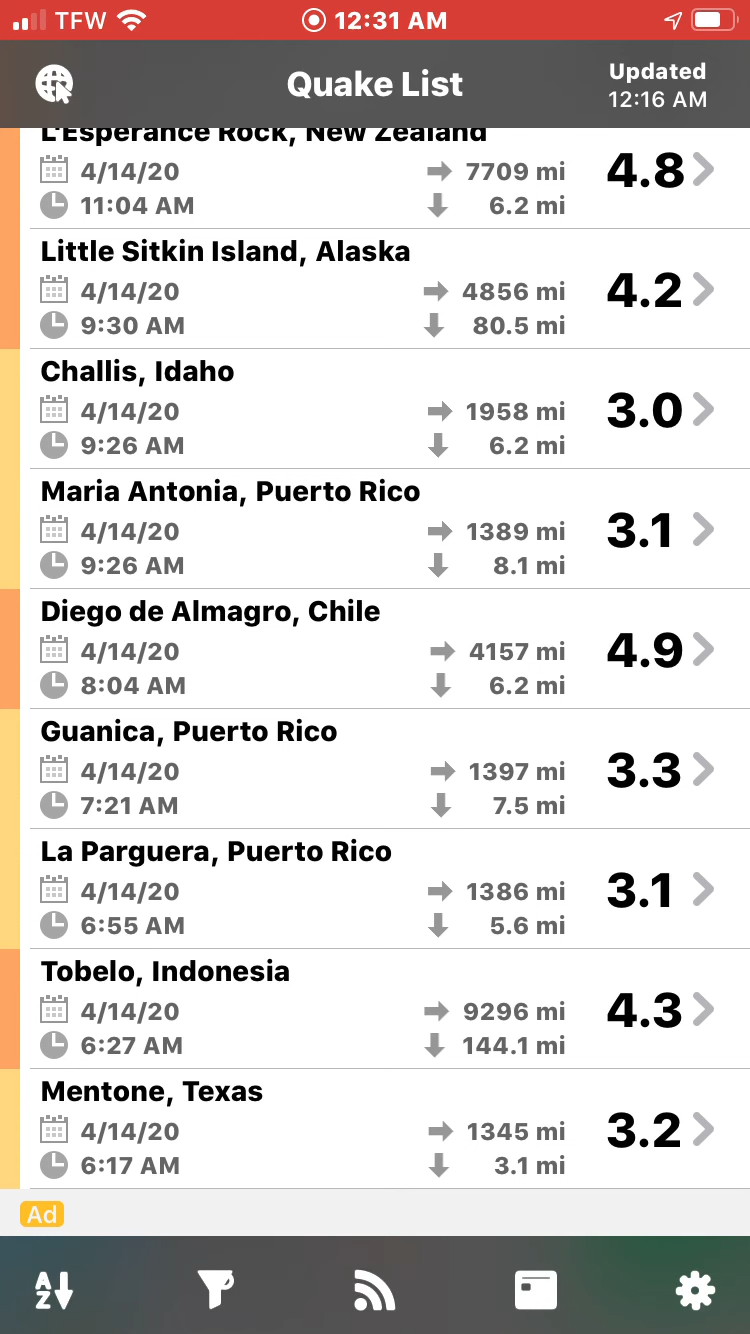 TFW 12:31 AM
Quake List
Updated
12:16 AM
L'Esperance Rock, New Zealand
4/14/20 7709 mi 4.8
11:04 AM 6.2 mi
Little Sitkin Island, Alaska
4/14/20 4856 mi 4.2
9:30 AM 80.5 mi
Challis, Idaho
4/14/20 1958 mi 3.0
9:26 AM 6.2 mi
Maria Antonia, Puerto Rico
4/14/20 1389 mi 3.1
9:26 AM 8.1 mi
Diego de Almagro, Chile
4/14/20 4157 mi 4.9
8:04 AM 6.2 mi
Guanica, Puerto Rico
4/14/20 1397 mi 3.3
7:21 AM 7.5 mi
La Parguera, Puerto Rico
4/14/20 1386 mi 3.1
6:55 AM 5.6 mi
Tobelo, Indonesia
4/14/20 9296 mi 4.3
6:27 AM 144.1 mi
Mentone, Texas
4/14/20 1345 mi 3.2
6:17 AM 3.1 mi
Ad
A
Z